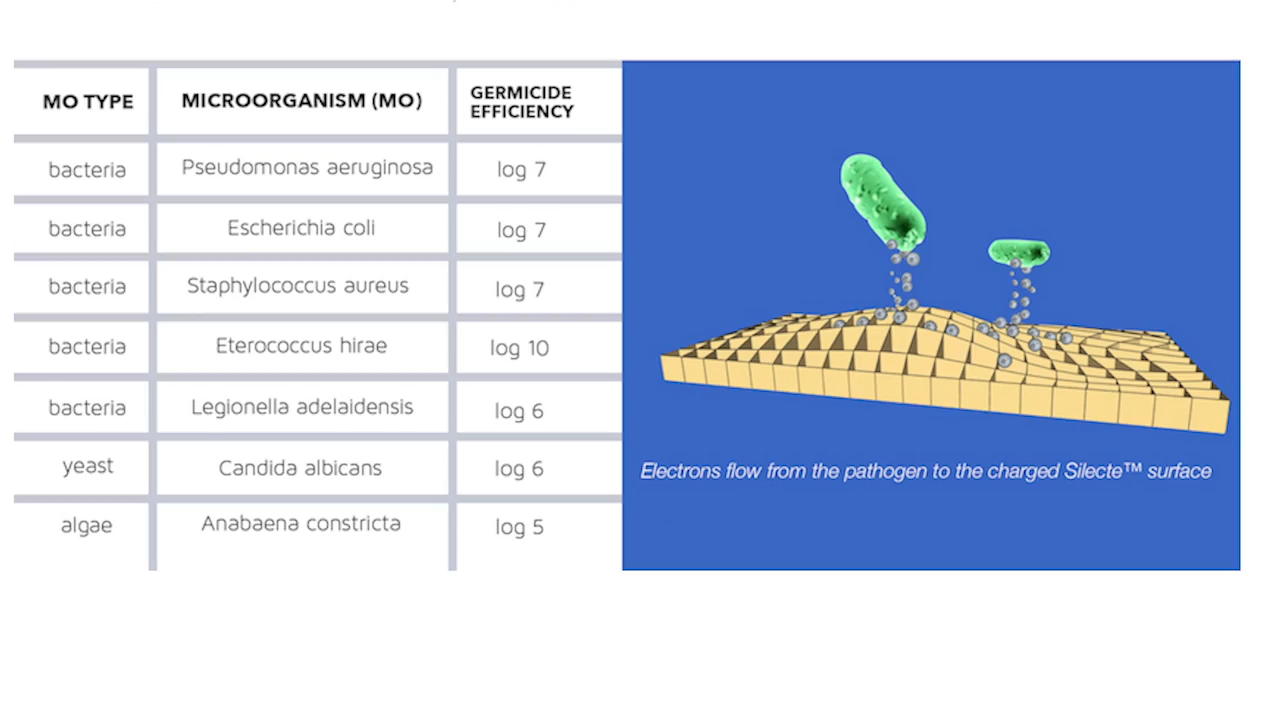 MO TYPE MICROORGANISM (MO) GERMICIDE EFFICIENCY
bacteria Pseudomonas aeruginosa log 7
bacteria Escherichia coli log 7
bacteria Staphylococcus aureus log 7
bacteria Eterococcus hirae log 10
bacteria Legionella adelaidensis log 6
yeast Candida albicans log 6
algae Anabaena constricta log 5
Electrons flow from the pathogen to the charged Silecte™ surface